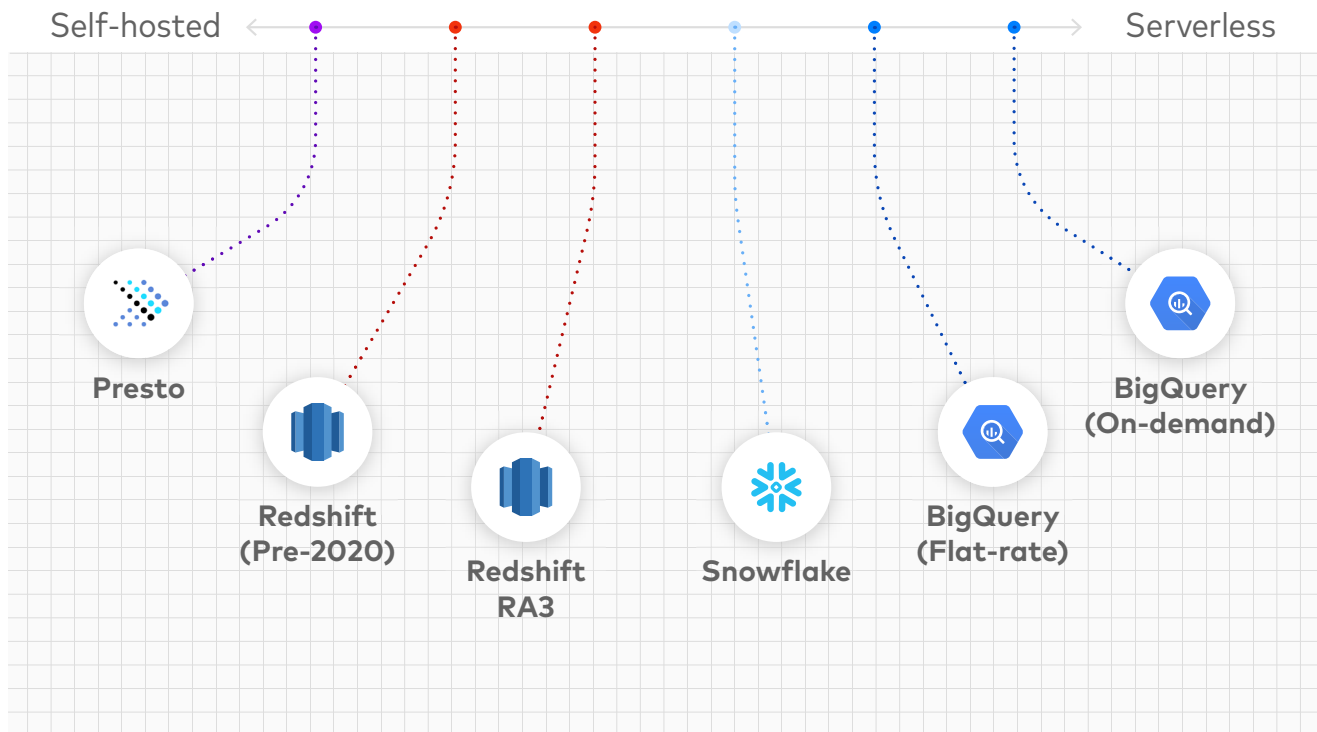 Self-hosted
Serverless
Presto
Redshift
(Pre-2020)
Redshift
RA3
Snowflake
BigQuery
(Flat-rate)
BigQuery
(On-demand)